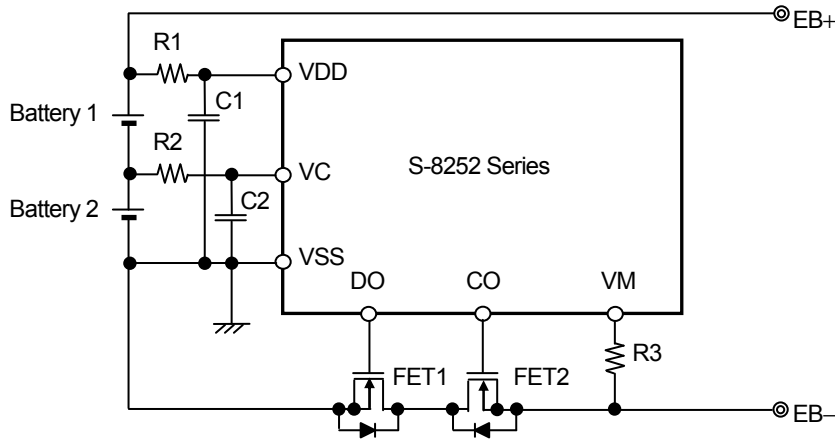 EB+
R1
VDD
C1
Battery 1
R2
S-8252 Series
VC
C2
Battery 2
VSS
DO
CO
VM
R3
FET1
FET2
EB−